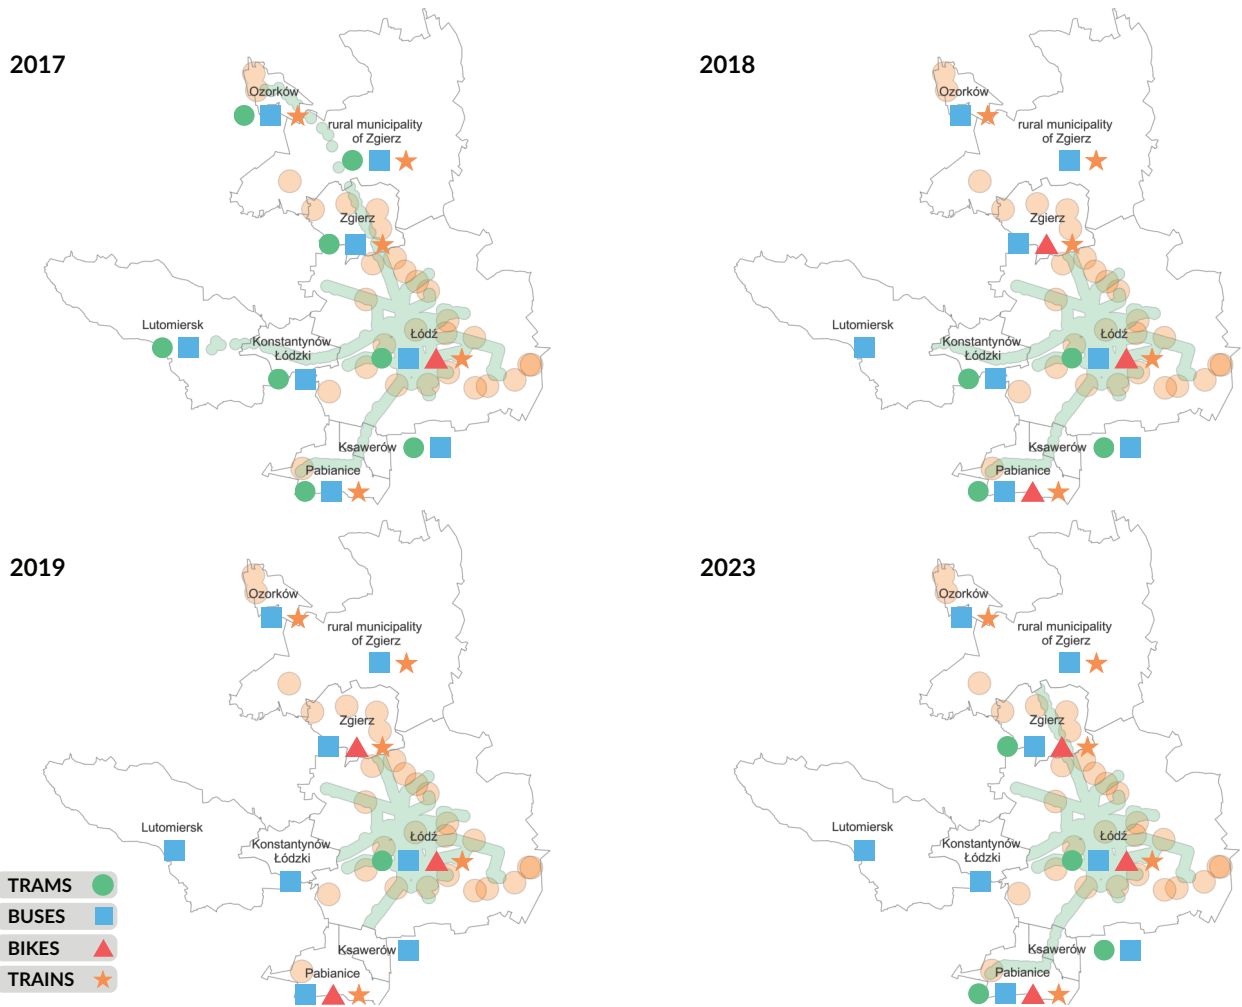 2017
Ozorków
rural municipality
of Zgierz
Zgierz
Lutomiersk
Konstantynów
Łódzki
Łódź
Ksawerów
Pabianice
2018
Ozorków
rural municipality
of Zgierz
Zgierz
Lutomiersk
Konstantynów
Łódzki
Łódź
Ksawerów
Pabianice
2019
Ozorków
rural municipality
of Zgierz
Zgierz
Lutomiersk
Konstantynów
Łódzki
Łódź
Ksawerów
Pabianice
2023
Ozorków
rural municipality
of Zgierz
Zgierz
Lutomiersk
Konstantynów
Łódzki
Łódź
Ksawerów
Pabianice
TRAMS
BUSES
BIKES
TRAINS